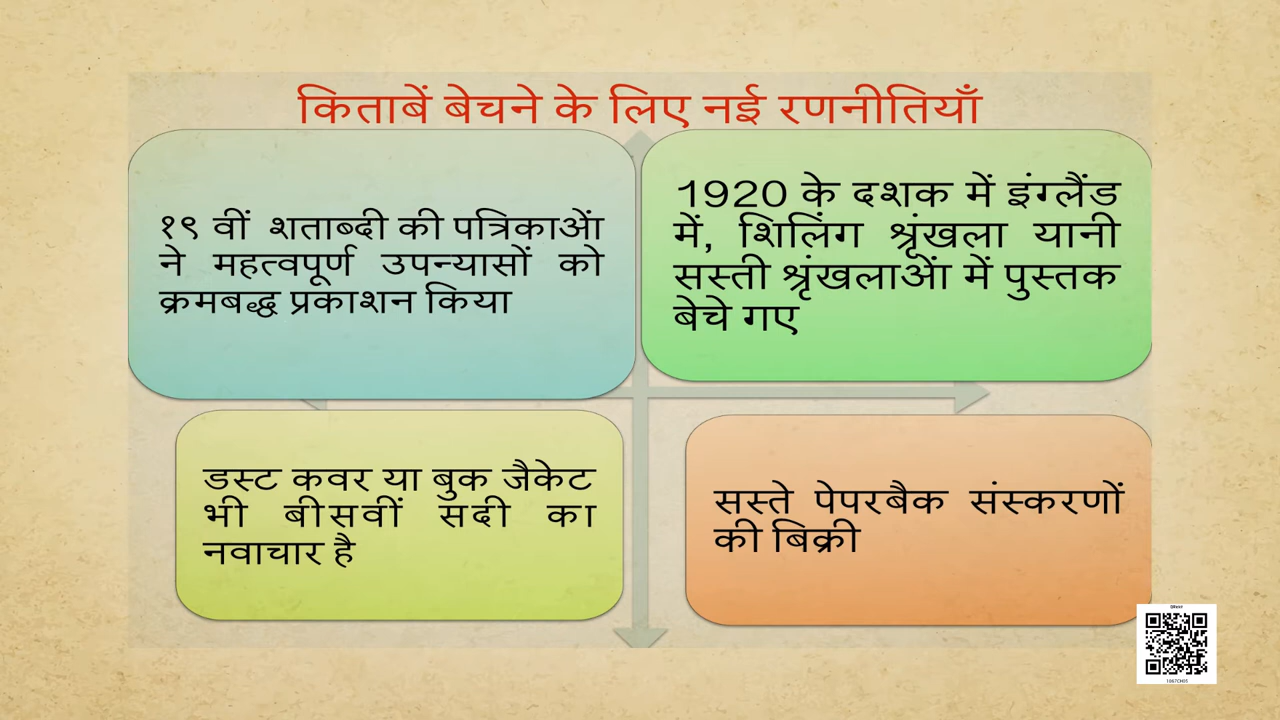 किताबें बेचने के लिए नई रणनीतियाँ
१९ वीं शताब्दी की पत्रिकाओं
ने महत्वपूर्ण उपन्यासों को
क्रमबद्ध प्रकाशन किया
1920 के दशक में इंग्लैंड
में, शिलिंग श्रृंखला यानी
सस्ती श्रृंखलाओं में पुस्तक
बेचे गए
डस्ट कवर या बुक जैकेट
भी बीसवीं सदी का
नवाचार है
सस्ते पेपरबैक संस्करणों
की बिक्री